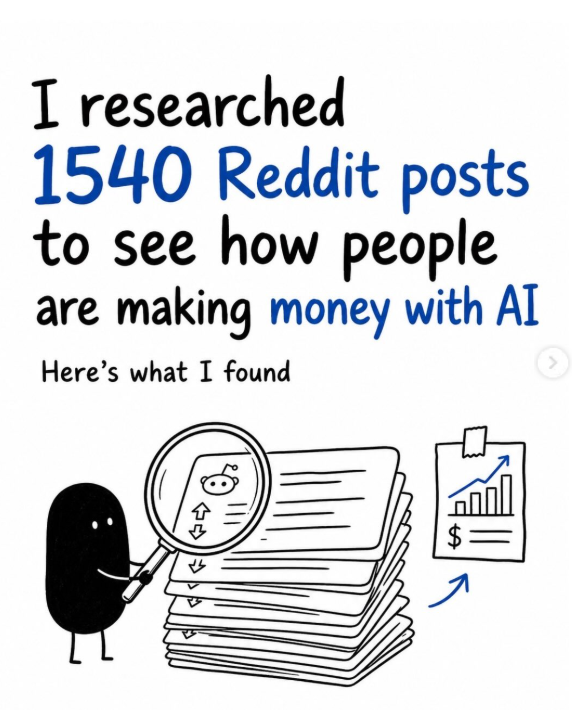 I researched
1540 Reddit posts
to see how people
are making money with AI
Here's what I found
$